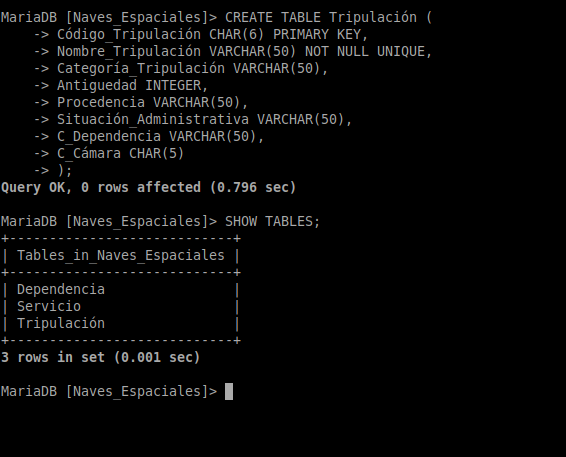 MariaDB [Naves_Espaciales]> CREATE TABLE Tripulación (
    -> Código_Tripulación CHAR(6) PRIMARY KEY,
    -> Nombre_Tripulación VARCHAR(50) NOT NULL UNIQUE,
    -> Categoría_Tripulación VARCHAR(50),
    -> Antiguedad INTEGER,
    -> Procedencia VARCHAR(50),
    -> Situación_Administrativa VARCHAR(50),
    -> C_Dependencia VARCHAR(50),
    -> C_Cámara CHAR(5)
    -> );
Query OK, 0 rows affected (0.796 sec)

MariaDB [Naves_Espaciales]> SHOW TABLES;
+----------------------------+
| Tables_in_Naves_Espaciales |
+----------------------------+
| Dependencia                |
| Servicio                   |
| Tripulación                |
+----------------------------+
3 rows in set (0.001 sec)

MariaDB [Naves_Espaciales]>